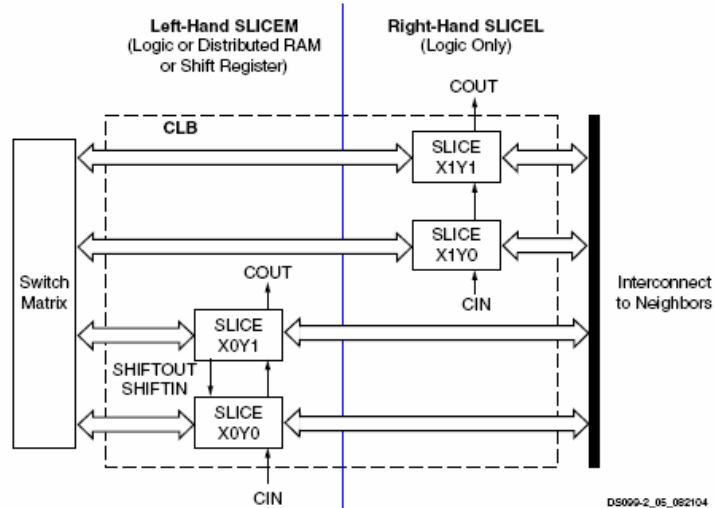 Left-Hand SLICEM
(Logic or Distributed RAM
or Shift Register)
Right-Hand SLICEL
(Logic Only)
COUT
CLB
SLICE
X1Y1
SLICE
X1Y0
Switch
Matrix
COUT
CIN
Interconnect
to Neighbors
SLICE
X0Y1
SHIFTOUT
SHIFTIN
SLICE
X0Y0
CIN
DS099-2_05_082104